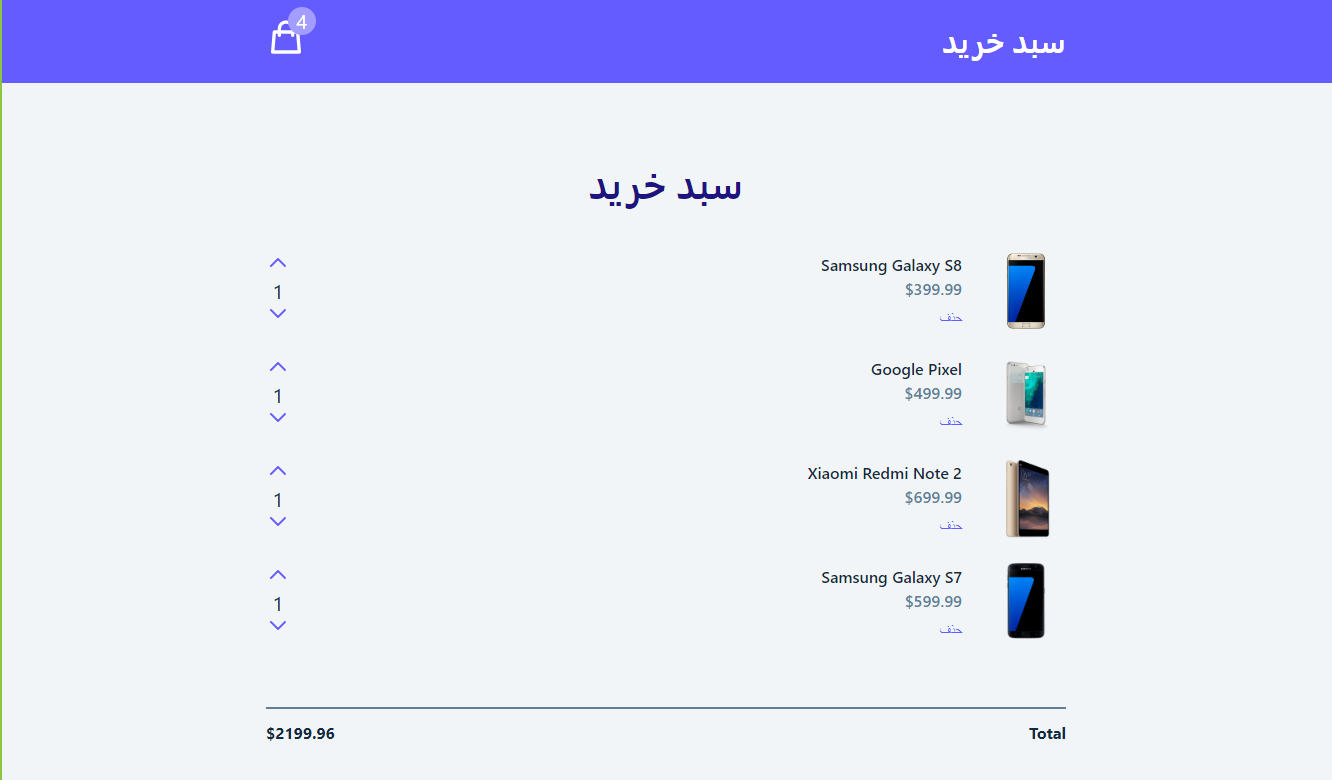 سبد خرید
4
سبد خرید
Samsung Galaxy S8
$399.99
حذف
1
Google Pixel
$499.99
حذف
1
Xiaomi Redmi Note 2
$699.99
حذف
1
Samsung Galaxy S7
$599.99
حذف
1
Total
$2199.96